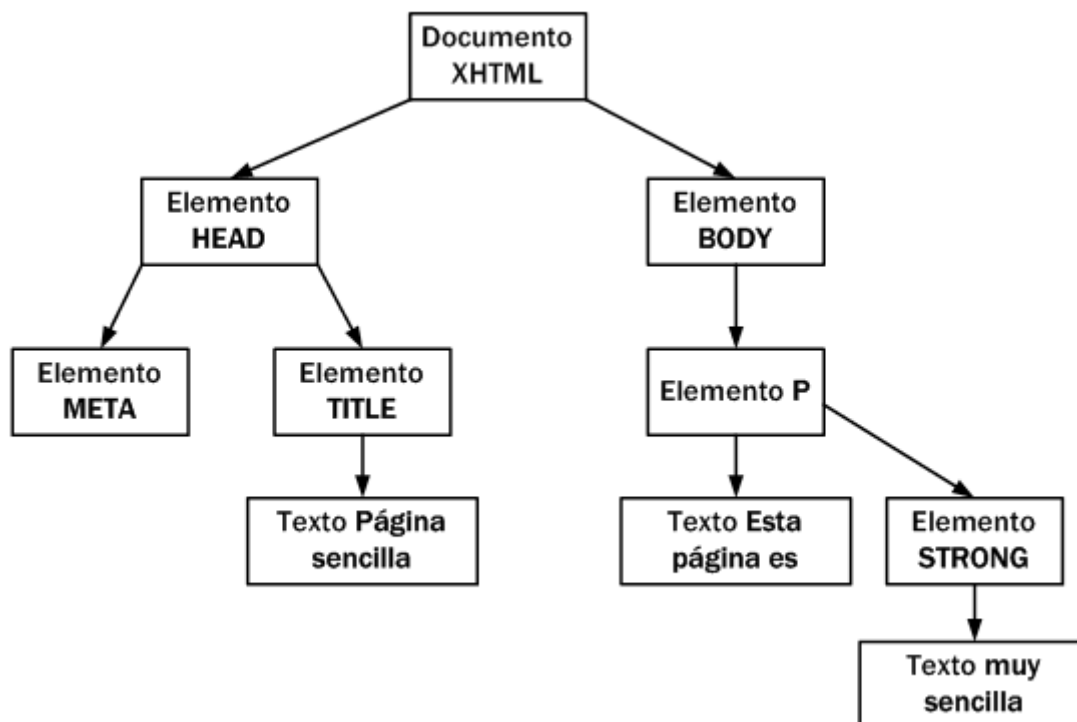 Documento
XHTML
Elemento
HEAD
Elemento
BODY
Elemento
META
Elemento
TITLE
Elemento P
Texto Página
sencilla
Texto Esta
página es
Elemento
STRONG
Texto muy
sencilla